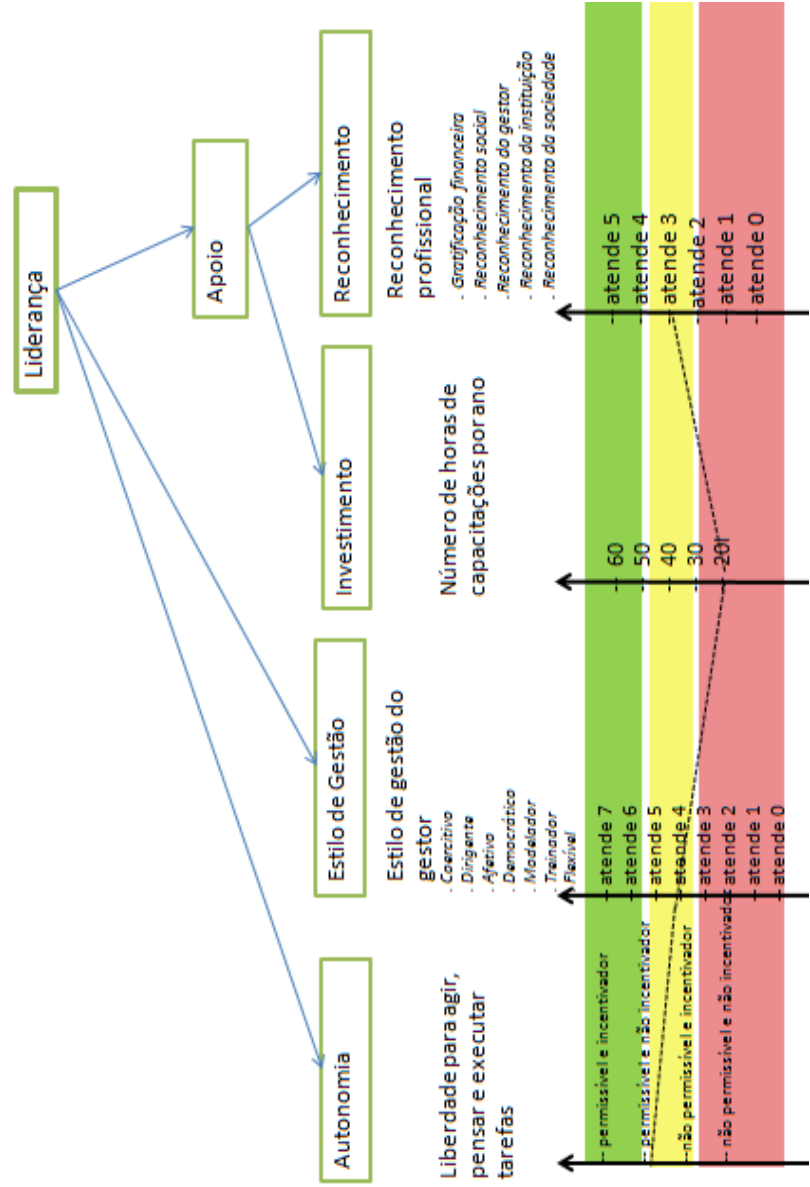 Liderança
Apoio
Autonomia
Estilo de Gestão
Investimento
Reconhecimento
Liberdade para agir,
pensar e executar
tarefas
Estilo de gestão do
gestor
. Coercitivo
. Dirigente
. Afetivo
. Democrático
. Modelador
. Treinador
. Flexível
Número de horas de
capacitações por ano
Reconhecimento
profissional
. Gratificação financeira
. Reconhecimento social
. Reconhecimento do gestor
. Reconhecimento da instituição
. Reconhecimento da sociedade
-- permissível e incentivador
-- permissível e não incentivador
--não permissível e incentivador
-- não permissível e não incentivador
-- atende 7
-- atende 6
-- atende 5
-- atende 4
-- atende 3
-- atende 2
-- atende 1
-- atende 0
-- 60
-- 50
-- 40
-- 30
-- 20
-- atende 5
-- atende 4
-- atende 3
-- atende 2
-- atende 1
-- atende 0